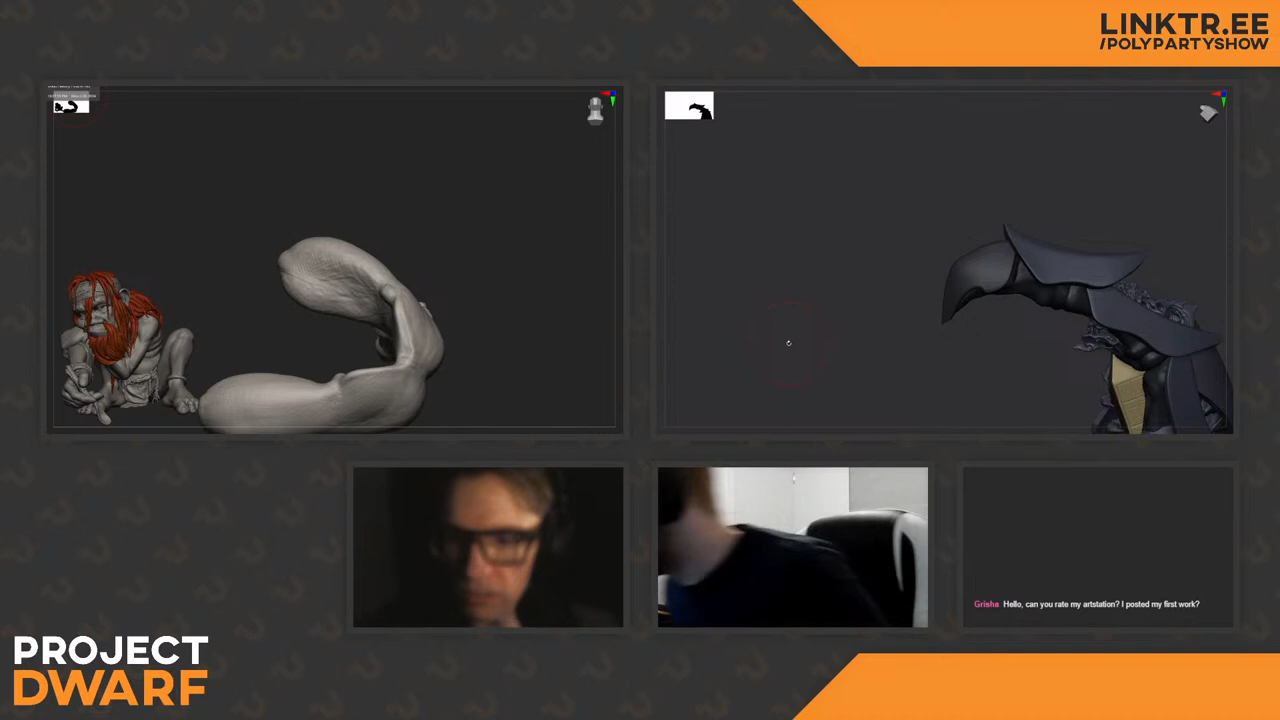 LINKTR.EE
/POLYPARTYSHOW
Grisha Hello, can you rate my artstation? I posted my first work?
PROJECT
DWARF